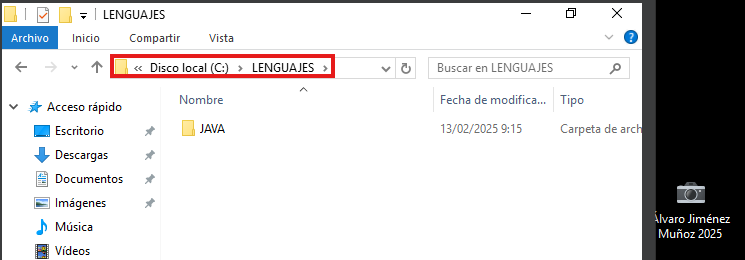 LENGUAJES
Archivo Inicio Compartir Vista
« Disco local (C:) > LENGUAJES >
Buscar en LENGUAJES
Nombre Fecha de modifica... Tipo
Acceso rápido
Escritorio
Descargas
Documentos
Imágenes
Música
Vídeos
JAVA 13/02/2025 9:15 Carpeta de arch
Álvaro Jiménez
Muñoz 2025